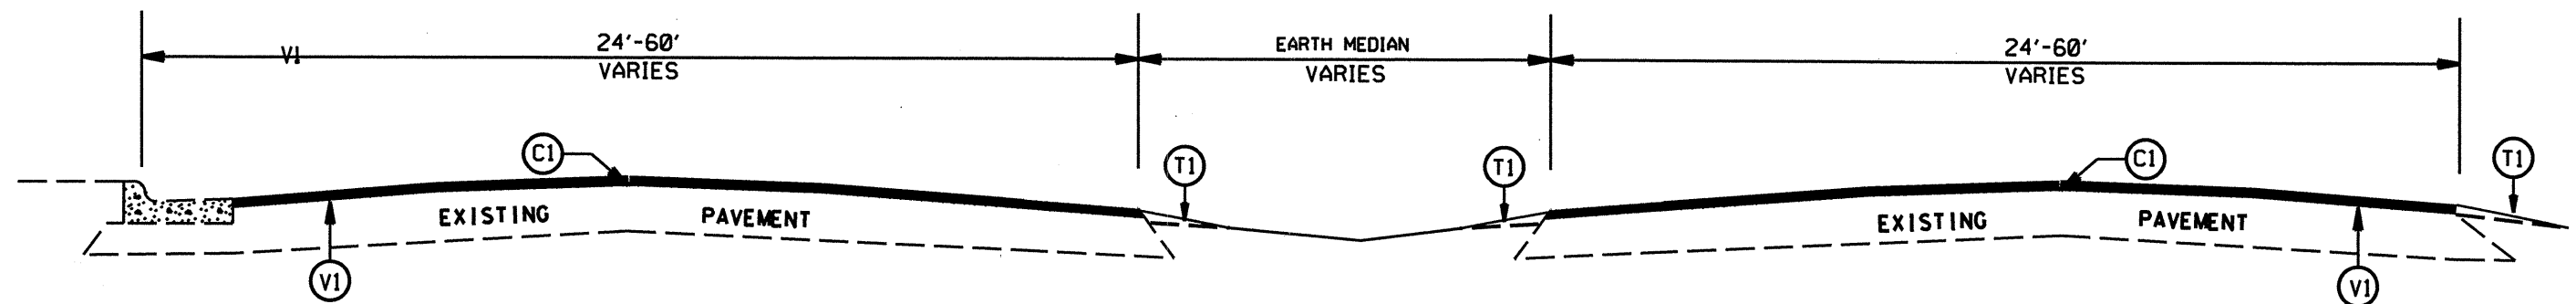 V1
24'-60'
VARIES
EARTH MEDIAN
VARIES
24'-60'
VARIES
C1
T1
T1
C1
T1
EXISTING PAVEMENT
EXISTING PAVEMENT
V1
V1